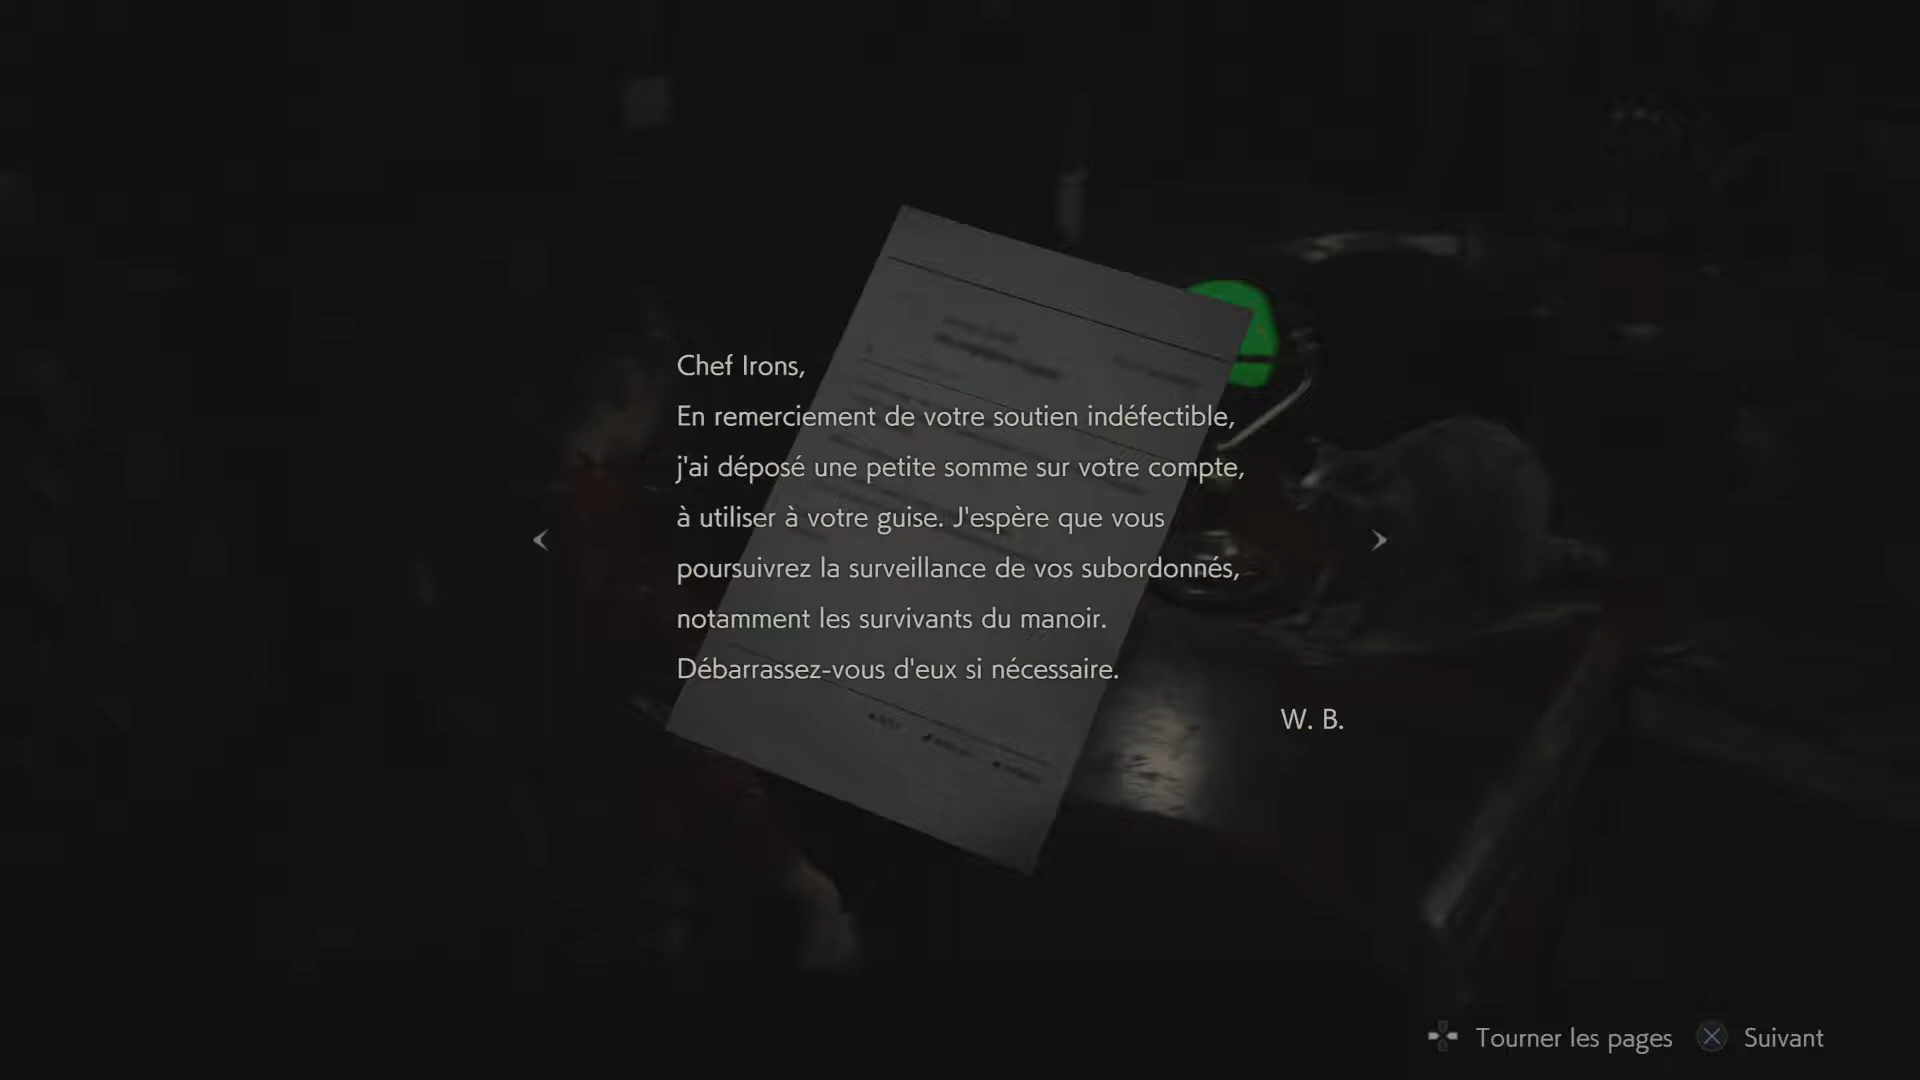 Chef Irons,
En remerciement de votre soutien indéfectible,
j'ai déposé une petite somme sur votre compte,
à utiliser à votre guise. J'espère que vous
poursuivrez la surveillance de vos subordonnés,
notamment les survivants du manoir.
Débarrassez-vous d'eux si nécessaire.
W. B.
Tourner les pages Suivant